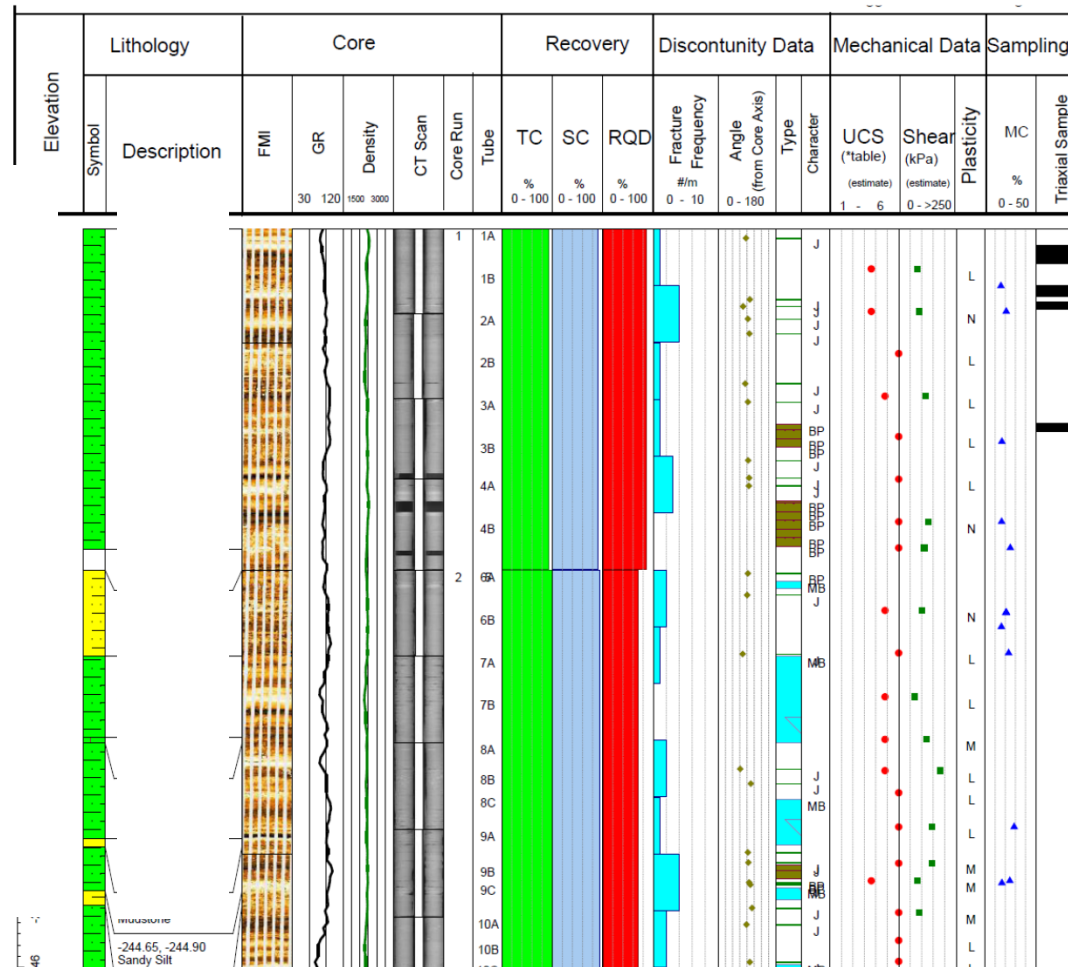 Lithology
Core
Recovery
Discontunity Data
Mechanical Data
Sampling
Elevation
Symbol
Description
FMI
GR
30 120
Density
1500 3000
CT Scan
Core Run
Tube
TC
%
0 - 100
SC
%
0 - 100
RQD
%
0 - 100
Fracture
Frequency
#/m
0 - 10
Angle
(from Core Axis)
0 - 180
Type
Character
UCS
(*table)
(estimate)
1 - 6
Shear
(kPa)
(estimate)
0 - >250
Plasticity
MC
%
0 - 50
Triaxial Sample
1 1A J
1B L
J
2A J N
J
J
2B L
J
3A J L
BP
3B BP L
BP
J
4A J L
J
BP
BP
4B BP N
BP
BP
2 6A BP
MB
J
6B N
7A MB L
7B L
8A M
8B J L
J
8C MB L
9A L
9B J M
J
9C BP M
MB
10A J M
J
10B L
Mudstone
-244.65, -244.90
Sandy Silt
46